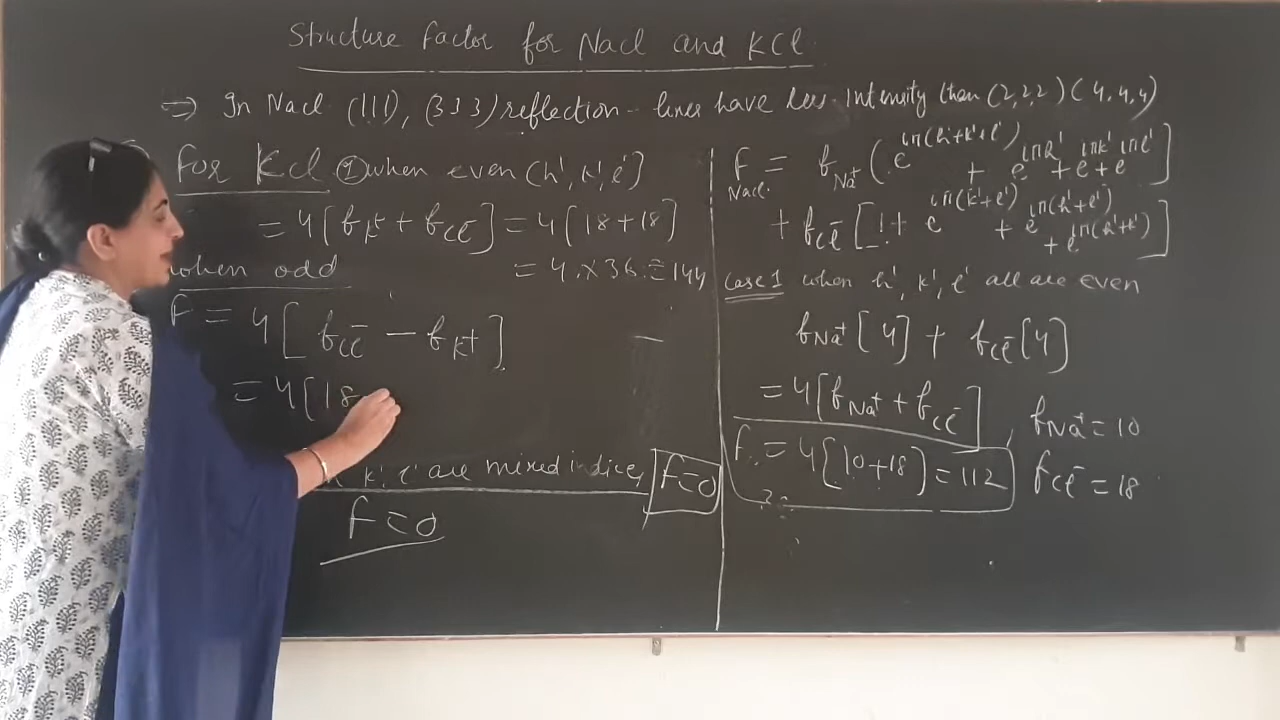 Structure factor for Nacl and KCl
⇒ In Nacl (111), (333) reflection - lines have less intensity than (2,2,2) (4,4,4)
for Kcl ① when even (h', k', l')
= 4[f_K+ + f_Cl-] = 4[18+18]
= 4 × 36 = 144
when odd
F = 4[f_Cl- − f_K+]
= 4[18
k', l' are mixed indices, F=0
F=0
F_Nacl = f_Na+ (e^iπ(h'+k'+l') + e^iπh' + e^iπk' + e^iπl']
+ f_Cl- [1 + e^iπ(k'+l') + e^iπ(h'+l') + e^iπ(h'+k')]
Case 1 when h', k', l' all are even
f_Na+ [4] + f_Cl- [4]
= 4[f_Na+ + f_Cl-]
f_Na+ = 10
F = 4[10+18] = 112
f_Cl- = 18